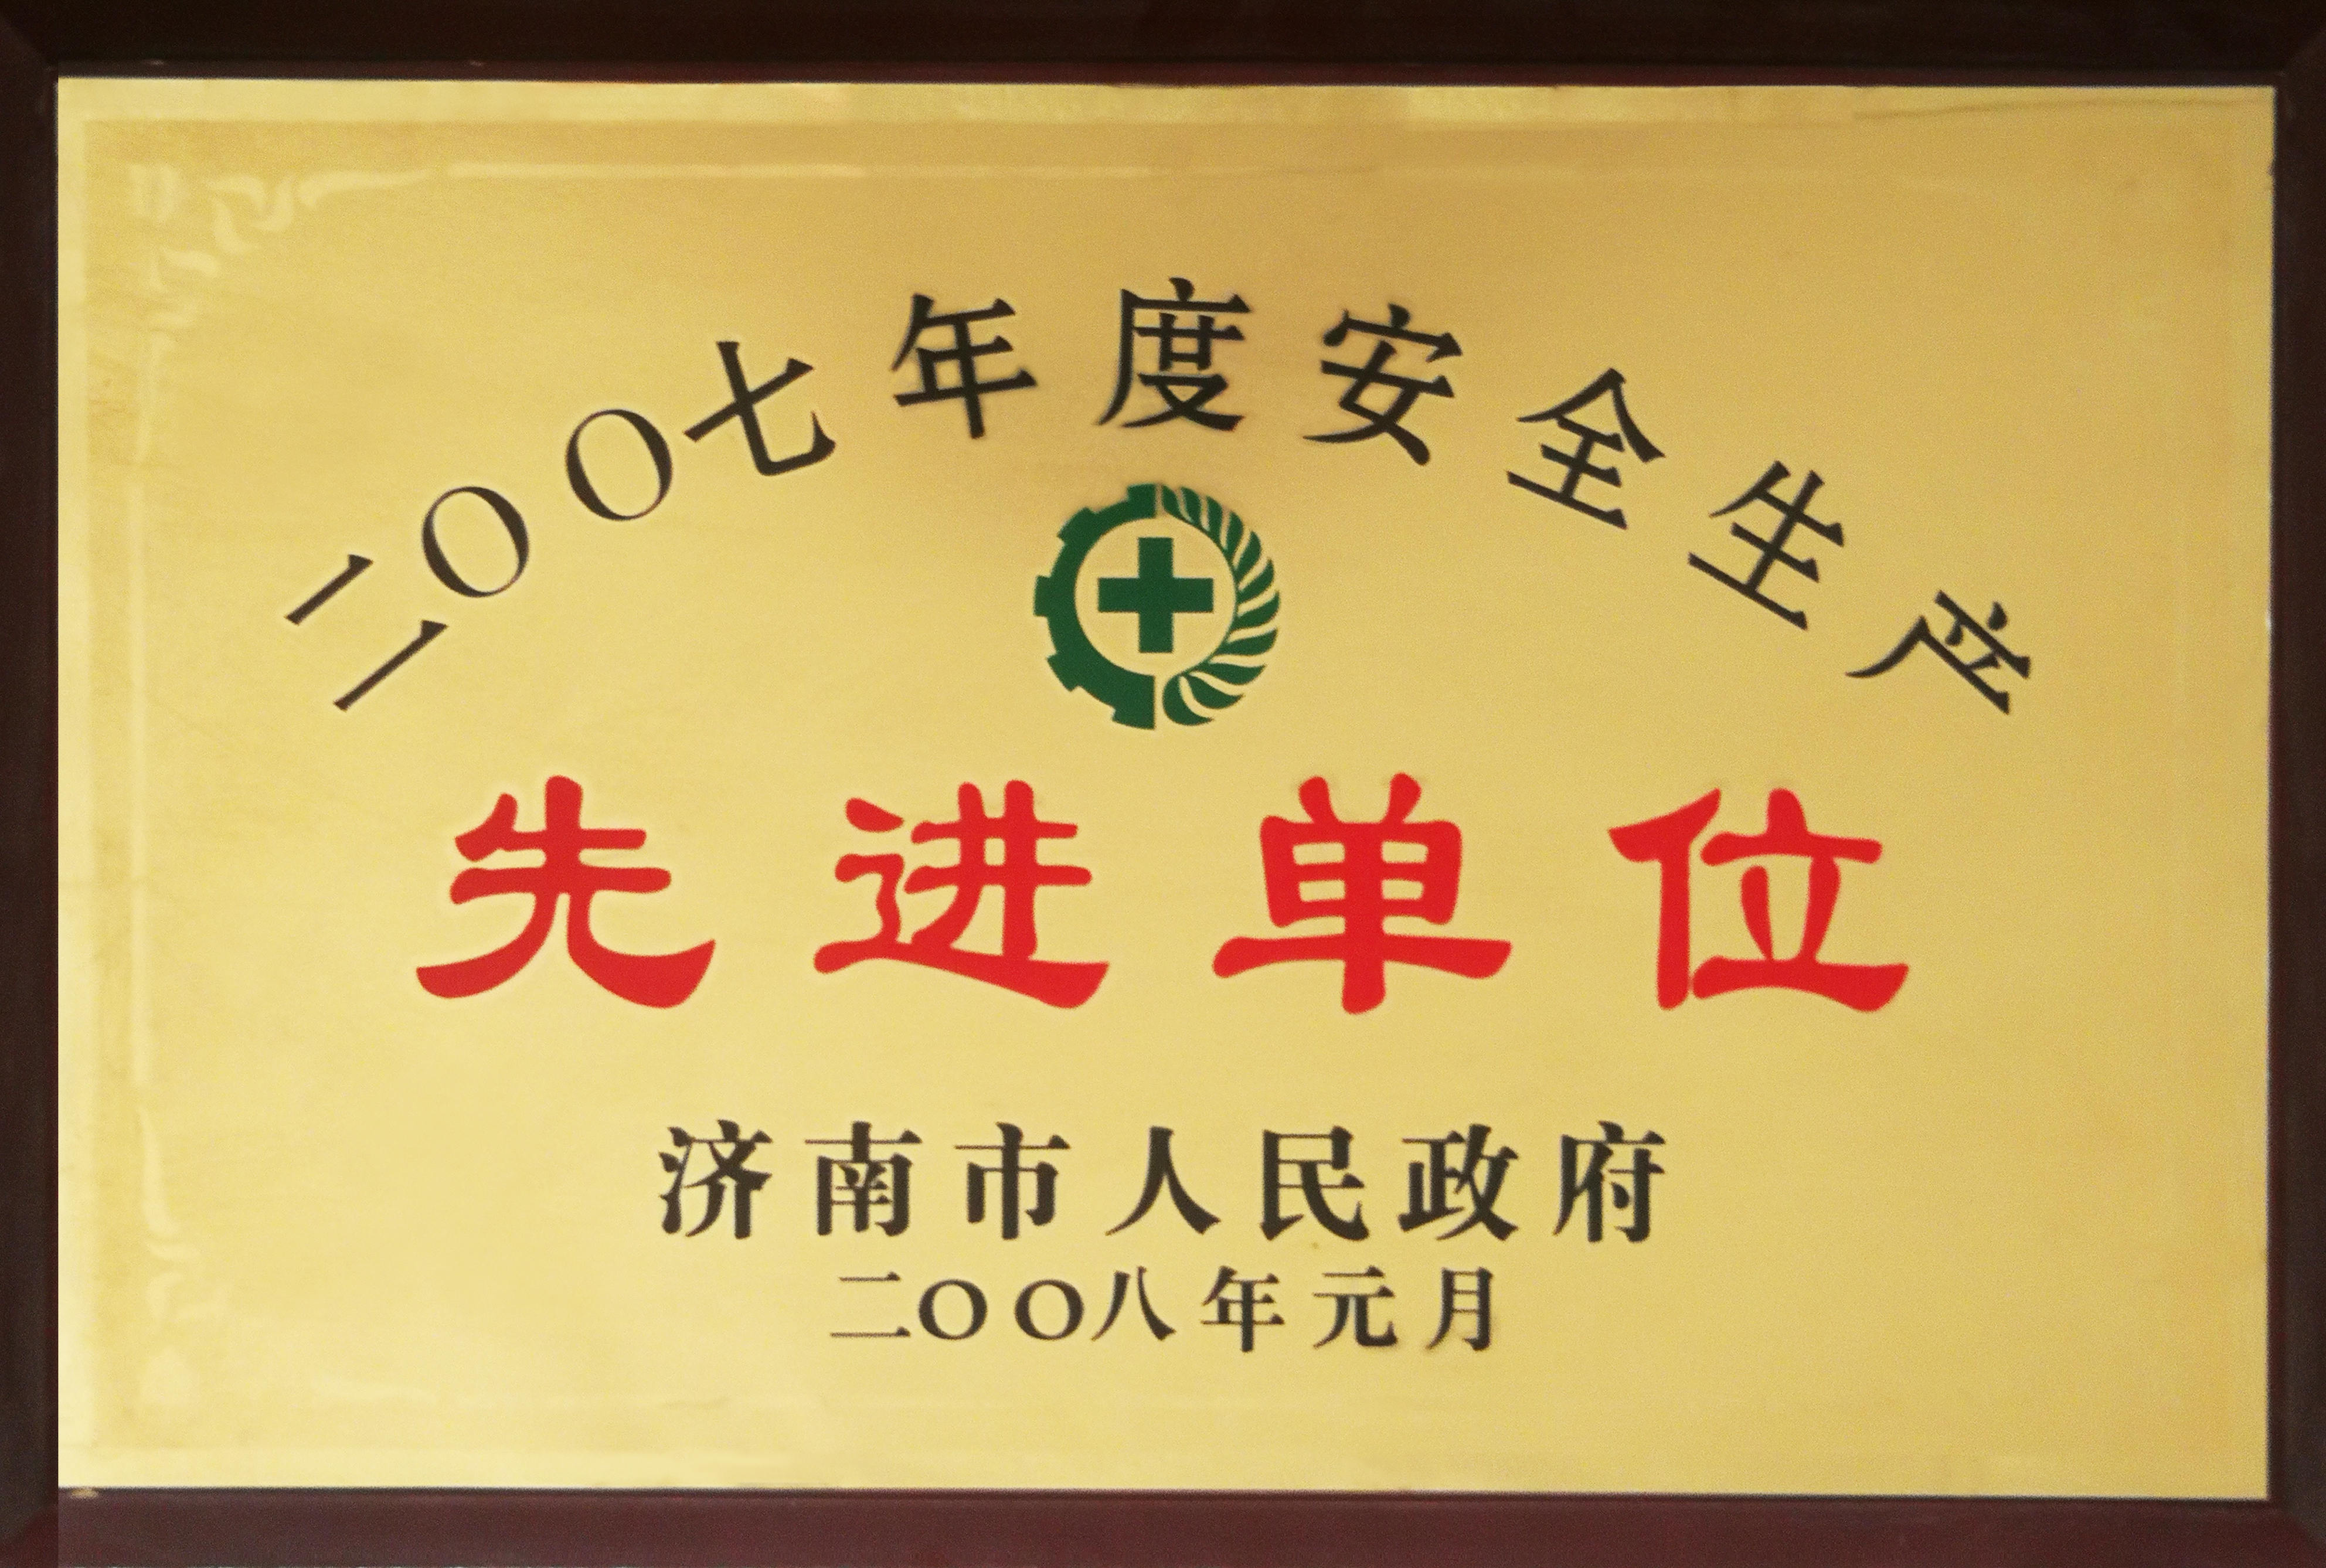 二〇〇七年度安全生产
先进单位
济南市人民政府
二〇〇八年元月